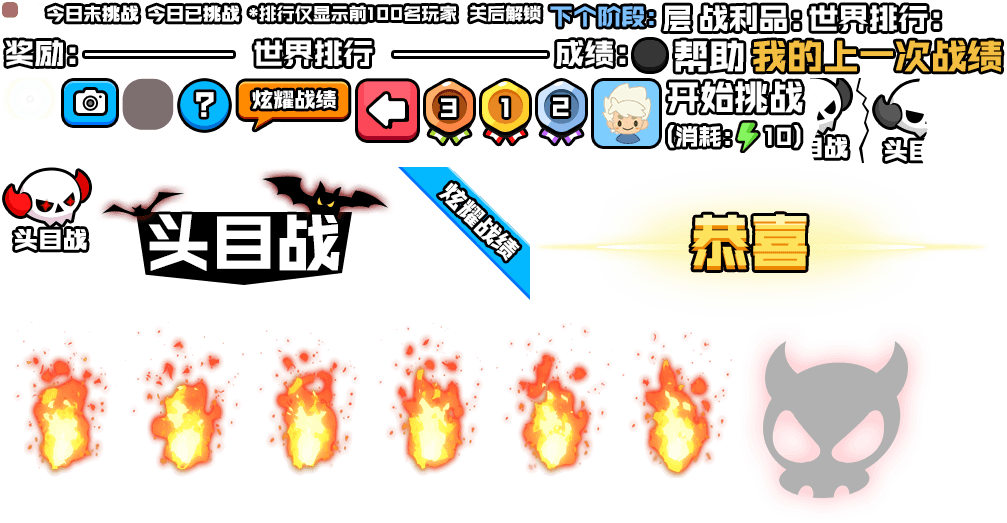 今日未挑战 今日已挑战 *排行仅显示前100名玩家 关后解锁 下个阶段: 层 战利品: 世界排行:
奖励: 世界排行 成绩: 帮助 我的上一次战绩
? 炫耀战绩 3 1 2 开始挑战
(消耗: 10)
目战 头目
头目战 头目战 炫耀战绩 恭喜